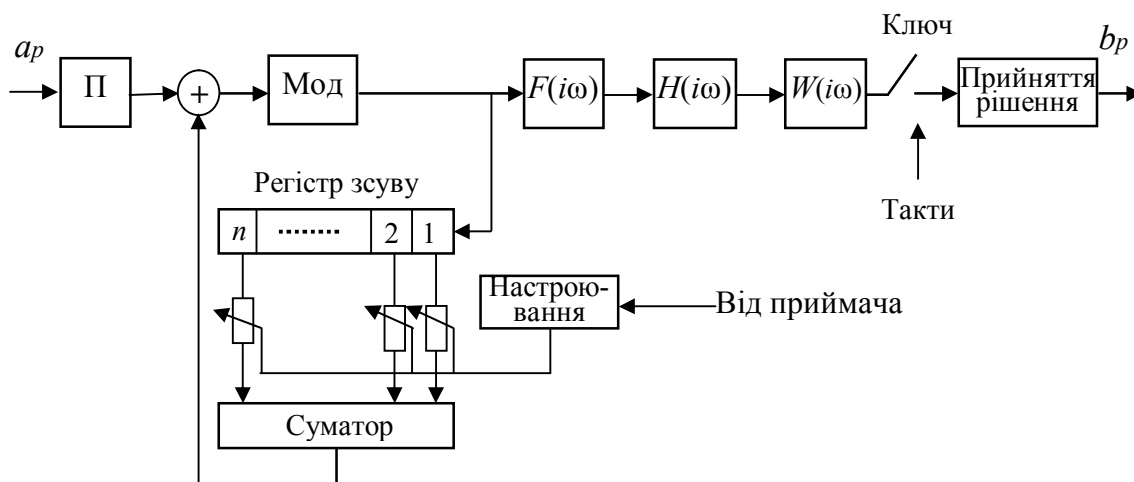 Ключ
aₚ
bₚ
П
+
Мод
F(iω)
H(iω)
W(iω)
Прийняття
рішення
Регістр зсуву
Такти
n ........ 2 1
Настрою-
вання
Від приймача
Суматор